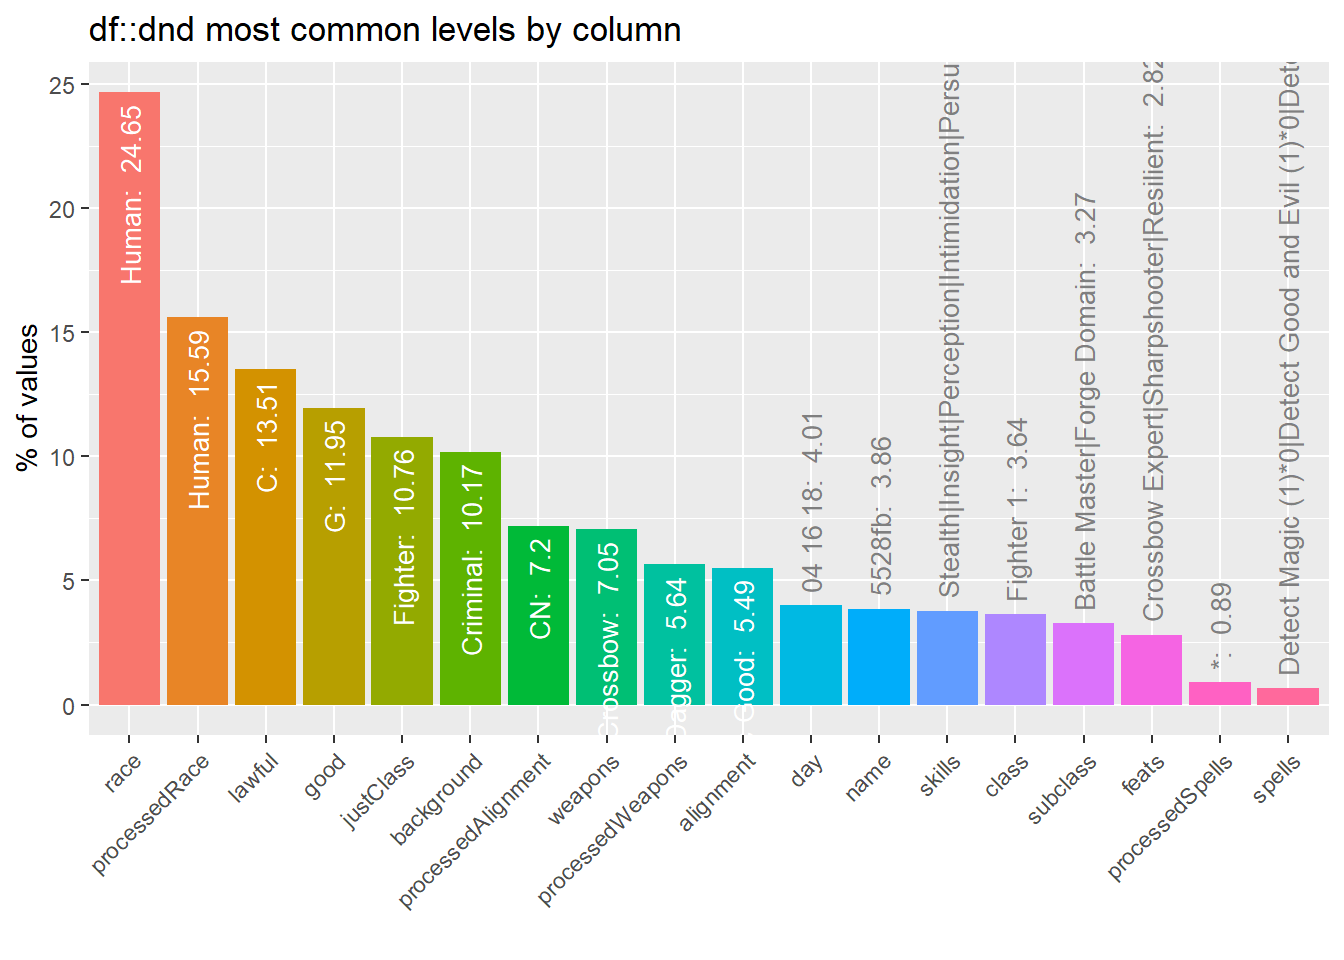 df::dnd most common levels by column
% of values
25
20
15
10
5
0
Human: 24.65
Human: 15.59
C: 13.51
G: 11.95
Fighter: 10.76
Criminal: 10.17
CN: 7.2
Crossbow: 7.05
Dagger: 5.64
Good: 5.49
04 16 18: 4.01
5528fb: 3.86
Stealth|Insight|Perception|Intimidation|Persu
Fighter 1: 3.64
Battle Master|Forge Domain: 3.27
Crossbow Expert|Sharpshooter|Resilient: 2.82
*: 0.89
Detect Magic (1)*0|Detect Good and Evil (1)*0|Dete
race
processedRace
lawful
good
justClass
background
processedAlignment
weapons
processedWeapons
alignment
day
name
skills
class
subclass
feats
processedSpells
spells